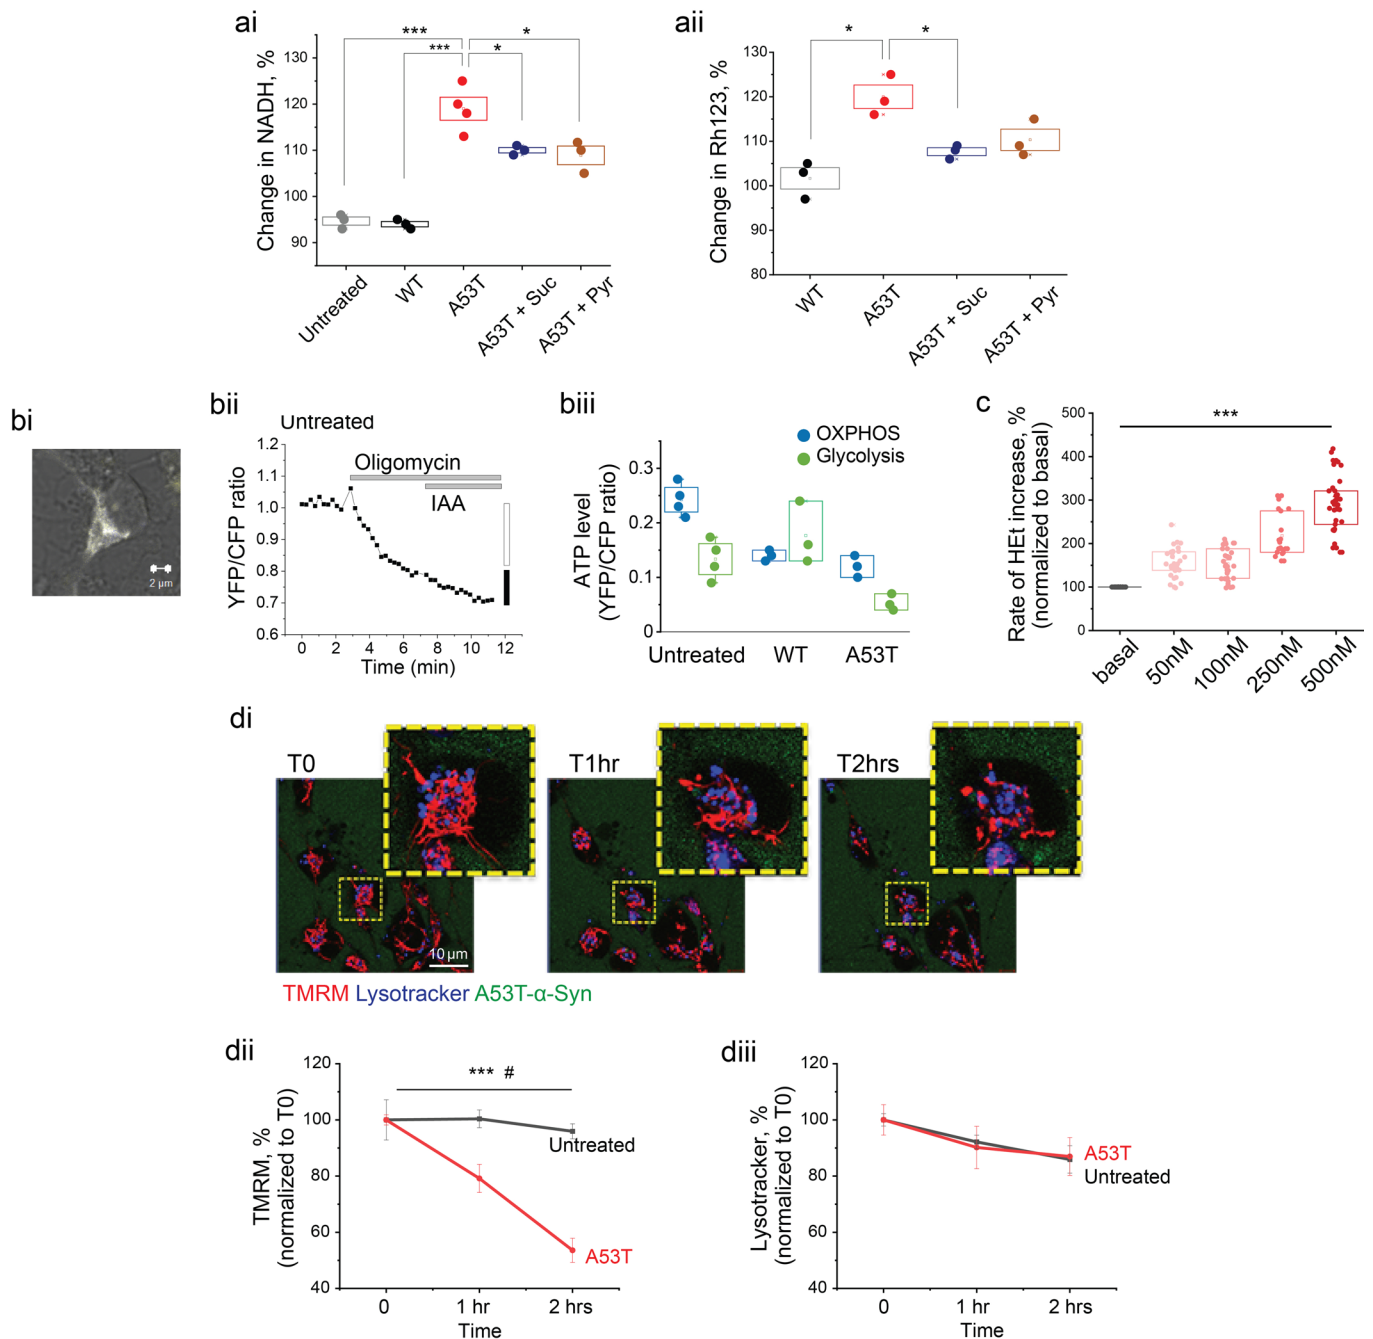 ai
Change in NADH, %
130
120
110
100
90
*** *
*** *
Untreated
WT
A53T
A53T + Suc
A53T + Pyr
aii
Change in Rh123, %
130
120
110
100
90
80
* *
WT
A53T
A53T + Suc
A53T + Pyr
bi
2 µm
bii
Untreated
YFP/CFP ratio
1.2
1.1
1.0
0.9
0.8
0.7
0.6
Oligomycin
IAA
0 2 4 6 8 10 12
Time (min)
biii
OXPHOS
Glycolysis
ATP level
(YFP/CFP ratio)
0.3
0.2
0.1
0
Untreated WT A53T
c
Rate of HEt increase, %
(normalized to basal)
500
400
300
200
100
0
***
basal
50nM
100nM
250nM
500nM
di
T0
T1hr
T2hrs
10 µm
TMRM Lysotracker A53T-α-Syn
dii
TMRM, %
(normalized to T0)
120
100
80
60
40
*** #
Untreated
A53T
0 1 hr 2 hrs
Time
diii
Lysotracker, %
(normalized to T0)
120
100
80
60
40
A53T
Untreated
0 1 hr 2 hrs
Time